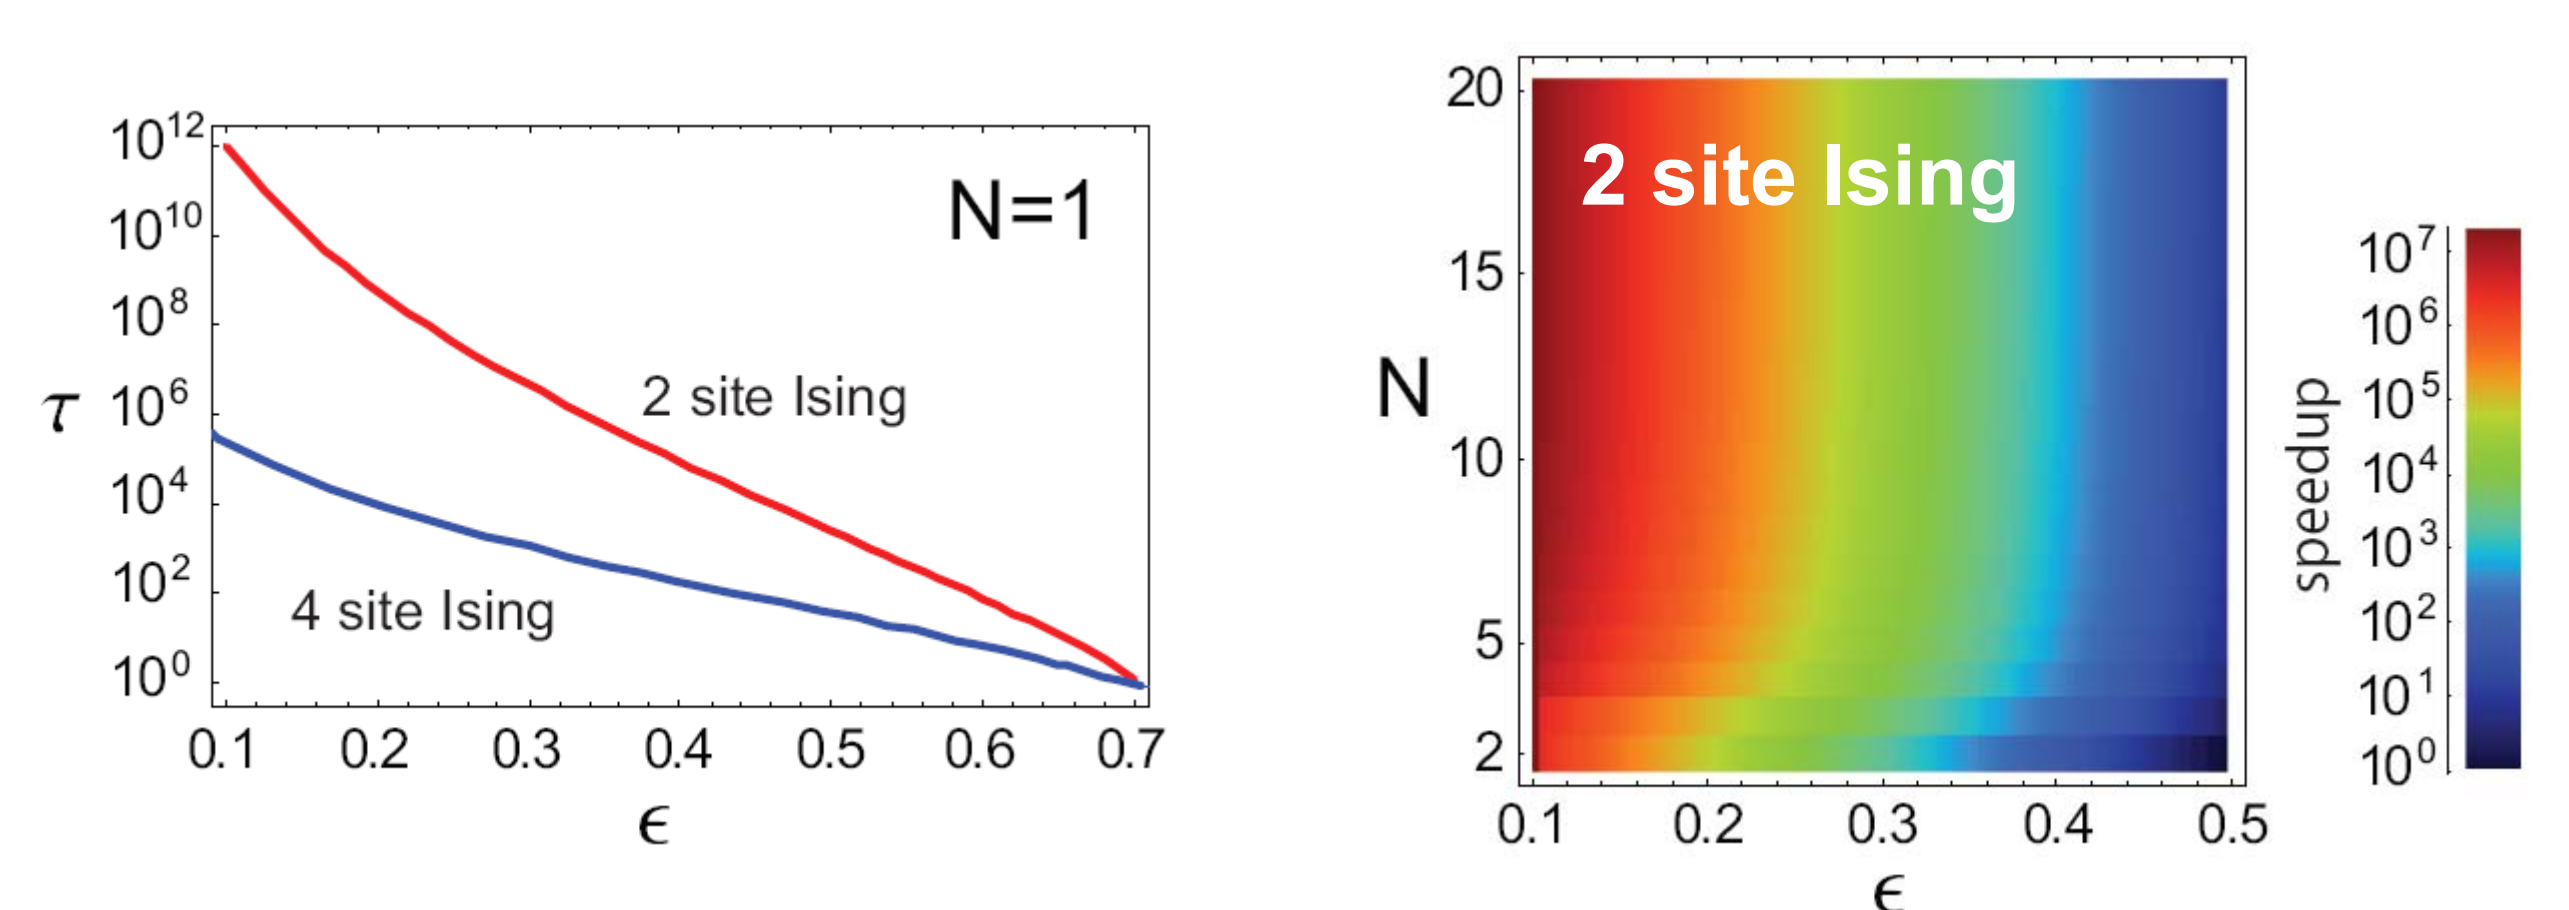 10¹²
10¹⁰
10⁸
10⁶
10⁴
10²
10⁰
τ
N=1
2 site Ising
4 site Ising
0.1 0.2 0.3 0.4 0.5 0.6 0.7
ϵ
20
15
10
5
2
N
2 site Ising
0.1 0.2 0.3 0.4 0.5
ϵ
speedup
10⁷
10⁶
10⁵
10⁴
10³
10²
10¹
10⁰